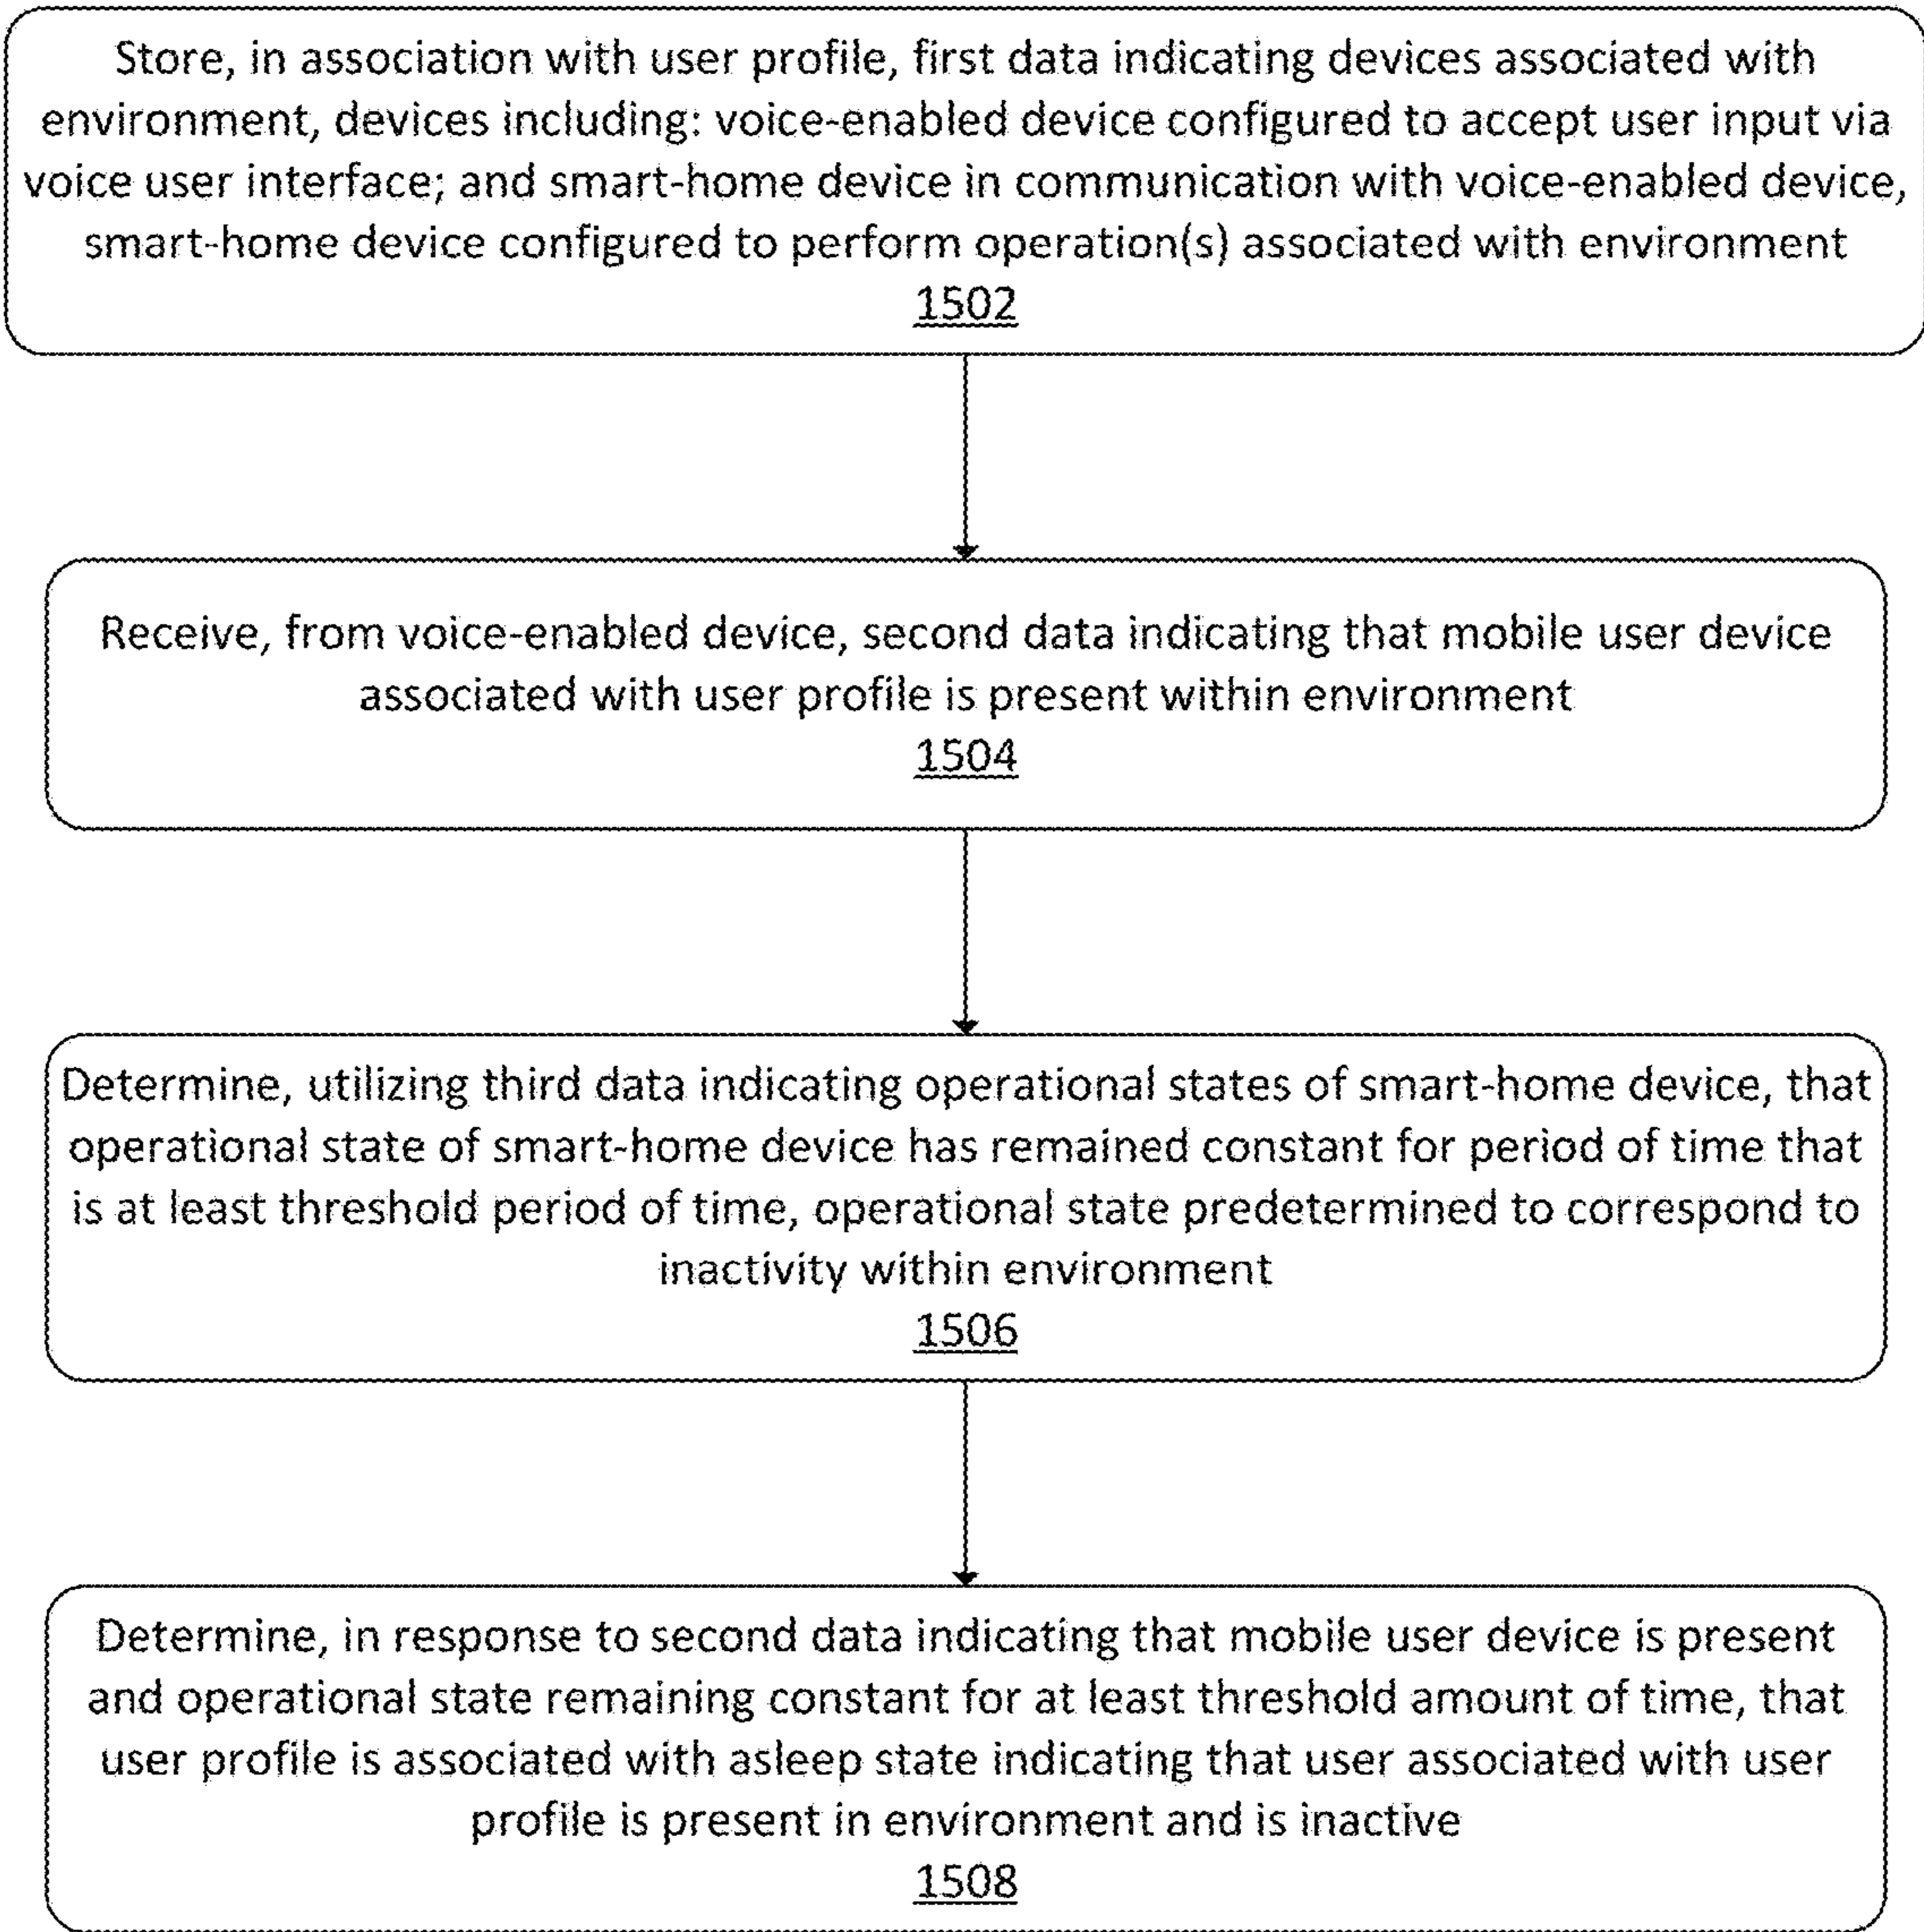 Store, in association with user profile, first data indicating devices associated with
environment, devices including: voice-enabled device configured to accept user input via
voice user interface; and smart-home device in communication with voice-enabled device,
smart-home device configured to perform operation(s) associated with environment
1502
Receive, from voice-enabled device, second data indicating that mobile user device
associated with user profile is present within environment
1504
Determine, utilizing third data indicating operational states of smart-home device, that
operational state of smart-home device has remained constant for period of time that
is at least threshold period of time, operational state predetermined to correspond to
inactivity within environment
1506
Determine, in response to second data indicating that mobile user device is present
and operational state remaining constant for at least threshold amount of time, that
user profile is associated with asleep state indicating that user associated with user
profile is present in environment and is inactive
1508